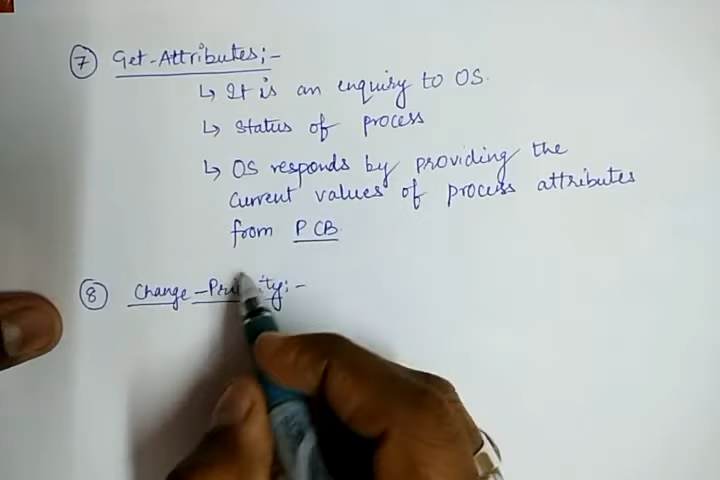 7 Get-Attributes:-
↳ It is an enquiry to OS.
↳ status of process
↳ OS responds by providing the
current values of process attributes
from PCB.
8 Change-Priority:-